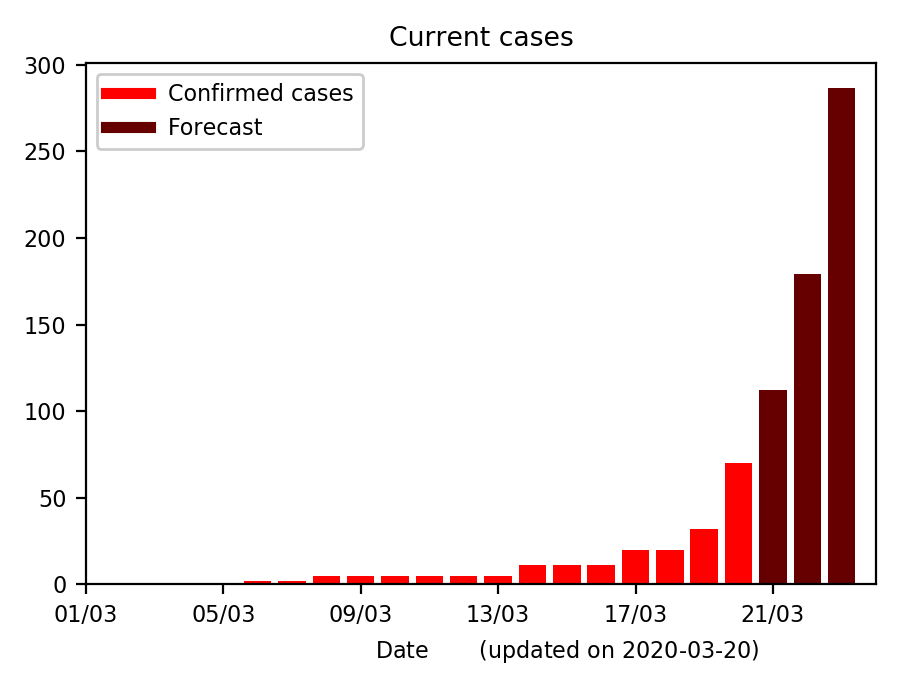 Current cases
300
250
200
150
100
50
0
Confirmed cases
Forecast
01/03 05/03 09/03 13/03 17/03 21/03
Date (updated on 2020-03-20)